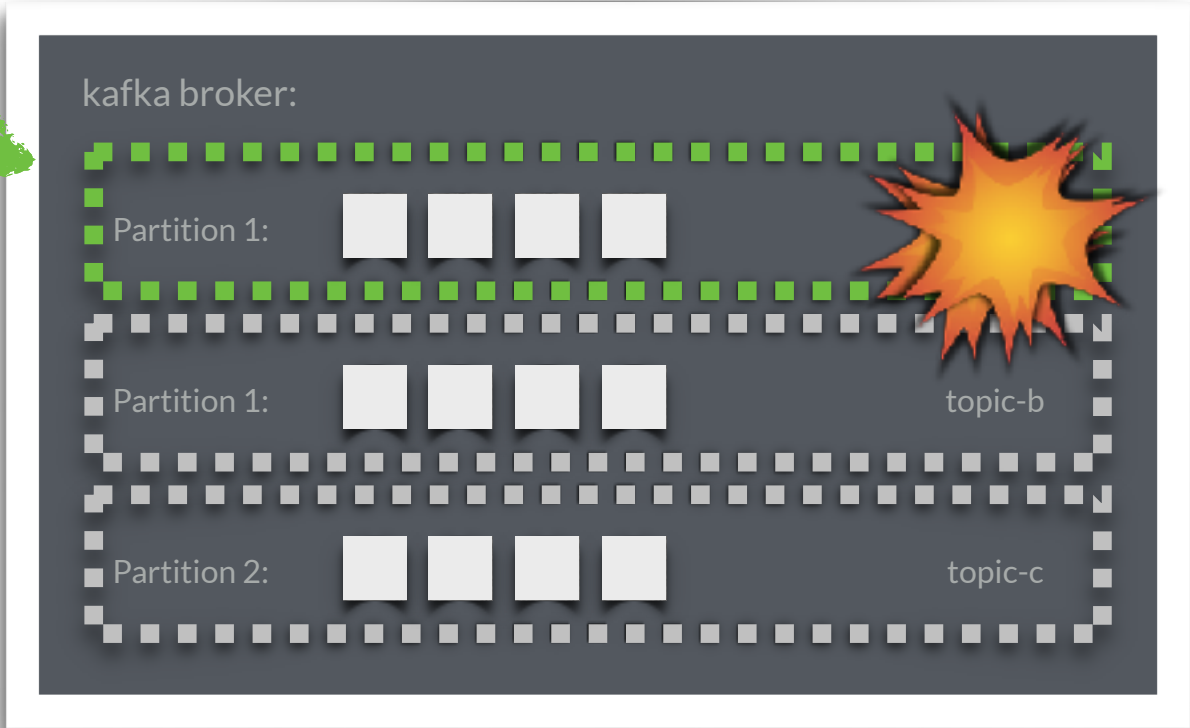 kafka broker:
Partition 1:
Partition 1:
topic-b
Partition 2:
topic-c